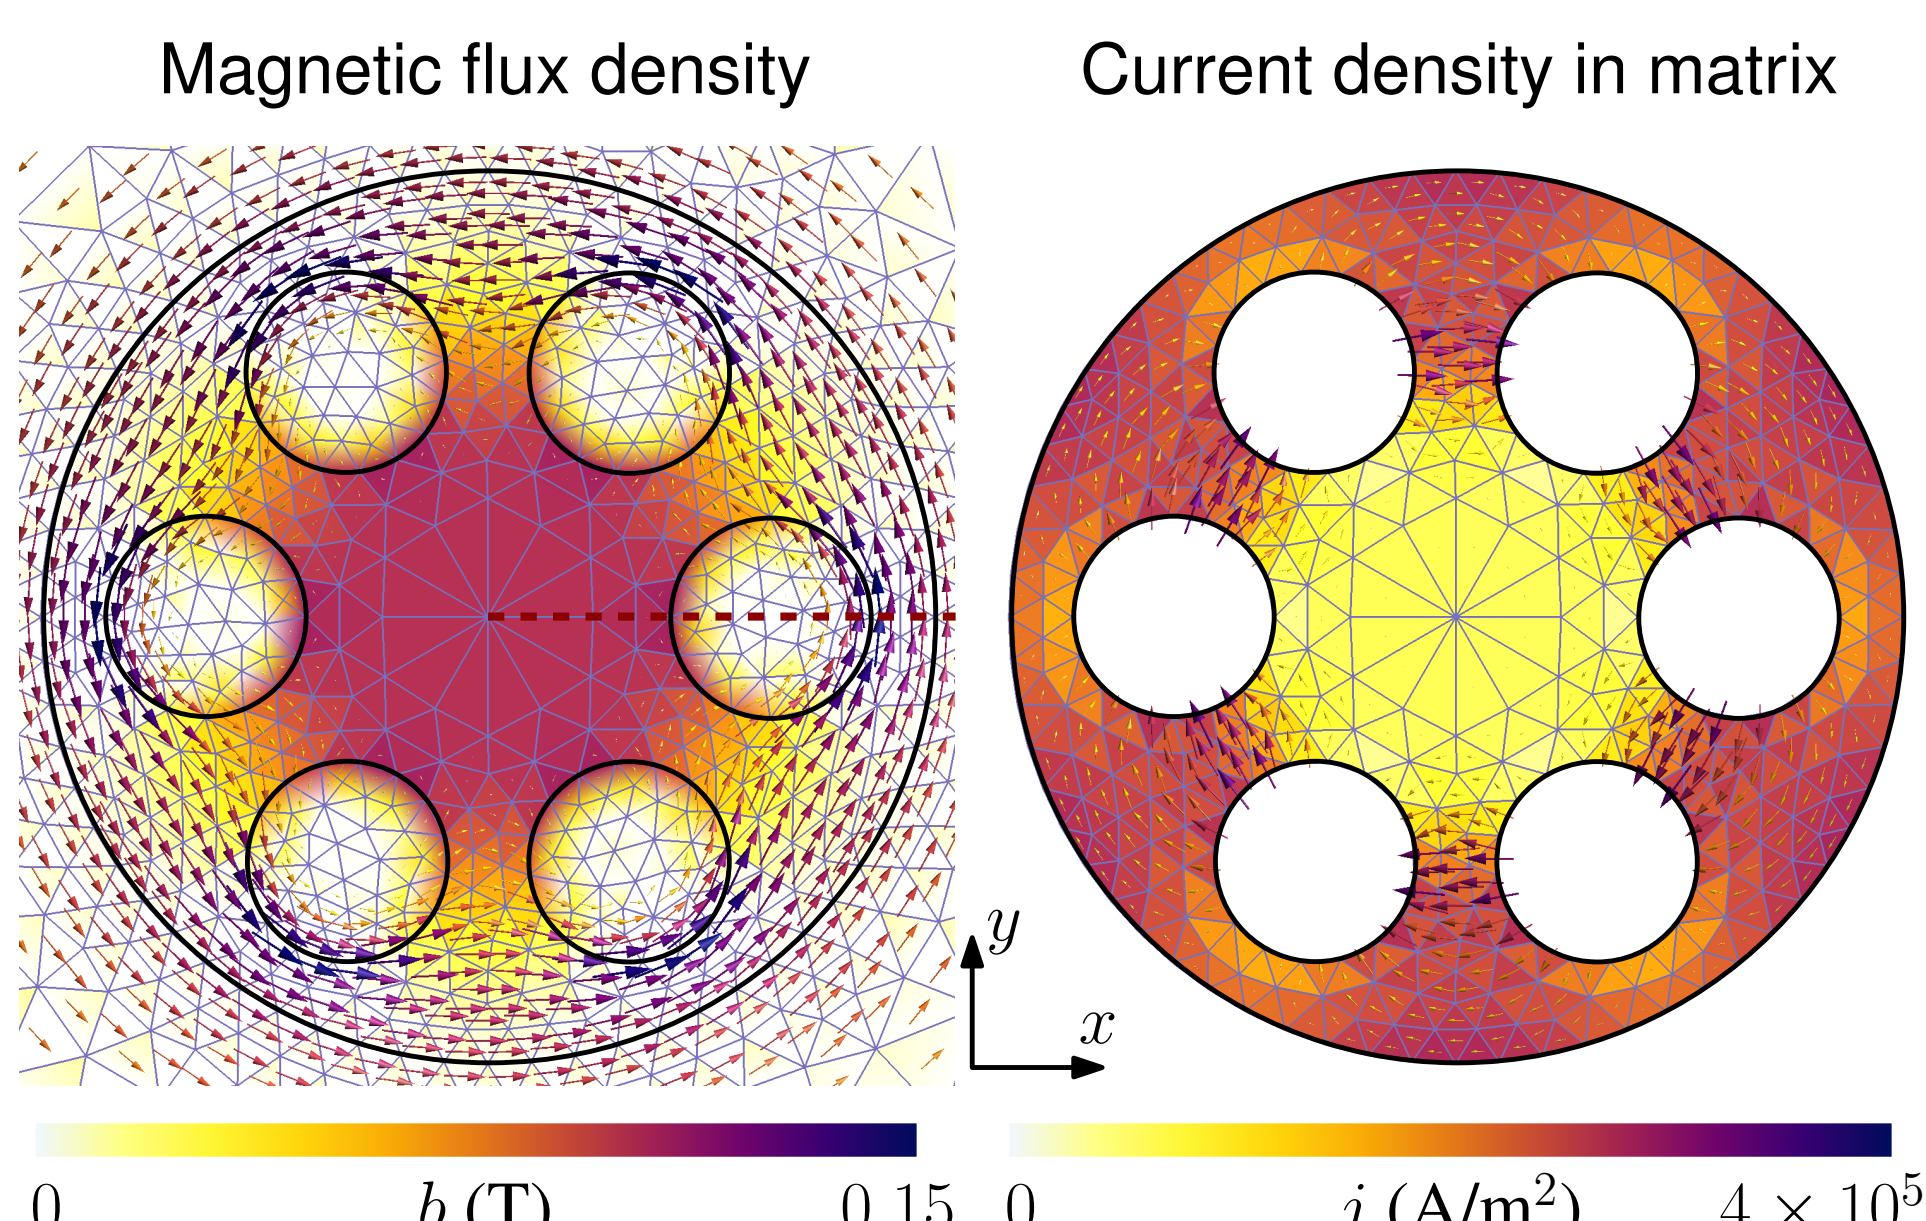 Magnetic flux density
Current density in matrix
y
x
0 b (T) 0.15
0 j (A/m²) 4 × 10⁵